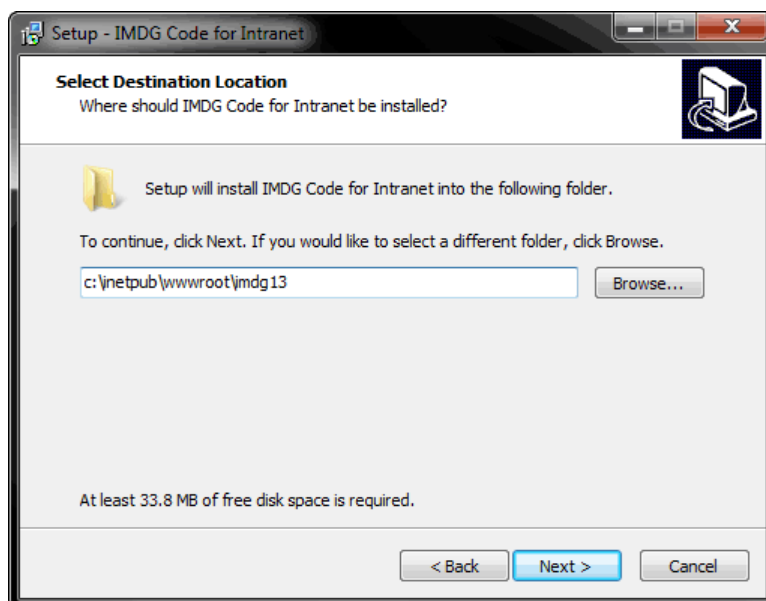 Setup - IMDG Code for Intranet
Select Destination Location
Where should IMDG Code for Intranet be installed?
Setup will install IMDG Code for Intranet into the following folder.
To continue, click Next. If you would like to select a different folder, click Browse.
c:\inetpub\wwwroot\imdg13
Browse...
At least 33.8 MB of free disk space is required.
< Back
Next >
Cancel